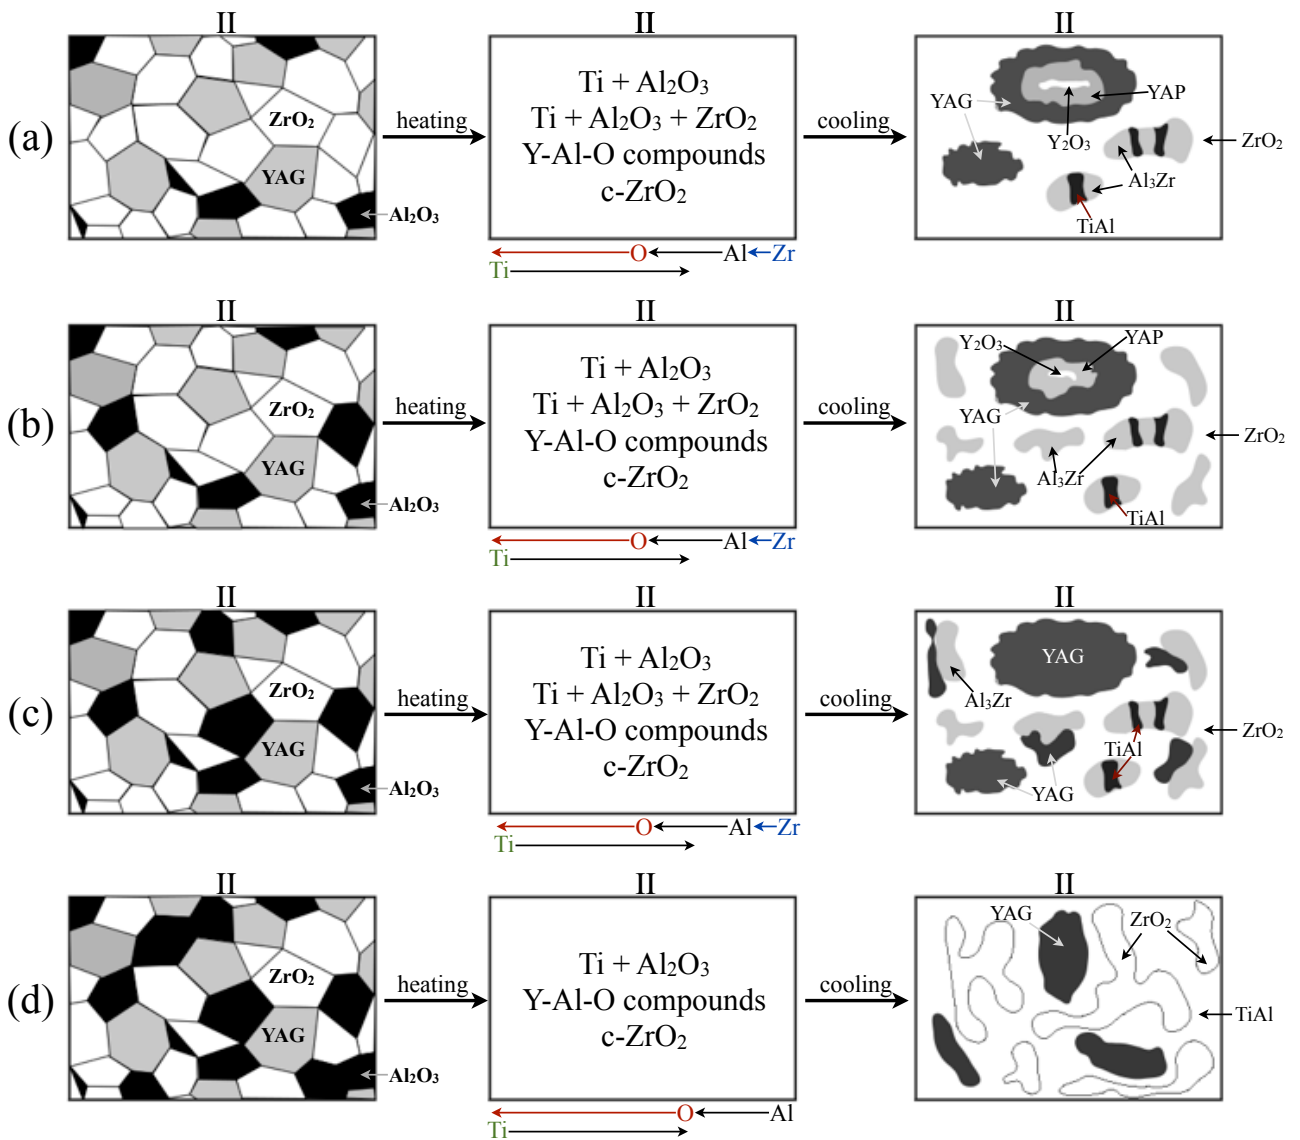 II
II
II
(a)
ZrO₂
YAG
Al₂O₃
heating
Ti + Al₂O₃
Ti + Al₂O₃ + ZrO₂
Y-Al-O compounds
c-ZrO₂
O
Al
Zr
Ti
cooling
YAG
YAP
Y₂O₃
ZrO₂
Al₃Zr
TiAl
II
II
II
(b)
ZrO₂
YAG
Al₂O₃
heating
Ti + Al₂O₃
Ti + Al₂O₃ + ZrO₂
Y-Al-O compounds
c-ZrO₂
O
Al
Zr
Ti
cooling
Y₂O₃
YAP
YAG
ZrO₂
Al₃Zr
TiAl
II
II
II
(c)
ZrO₂
YAG
Al₂O₃
heating
Ti + Al₂O₃
Ti + Al₂O₃ + ZrO₂
Y-Al-O compounds
c-ZrO₂
O
Al
Zr
Ti
cooling
YAG
Al₃Zr
ZrO₂
TiAl
YAG
II
II
II
(d)
ZrO₂
YAG
Al₂O₃
heating
Ti + Al₂O₃
Y-Al-O compounds
c-ZrO₂
O
Al
Ti
cooling
YAG
ZrO₂
TiAl